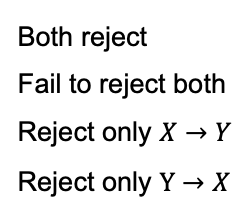 Both reject
Fail to reject both
Reject only X → Y
Reject only Y → X